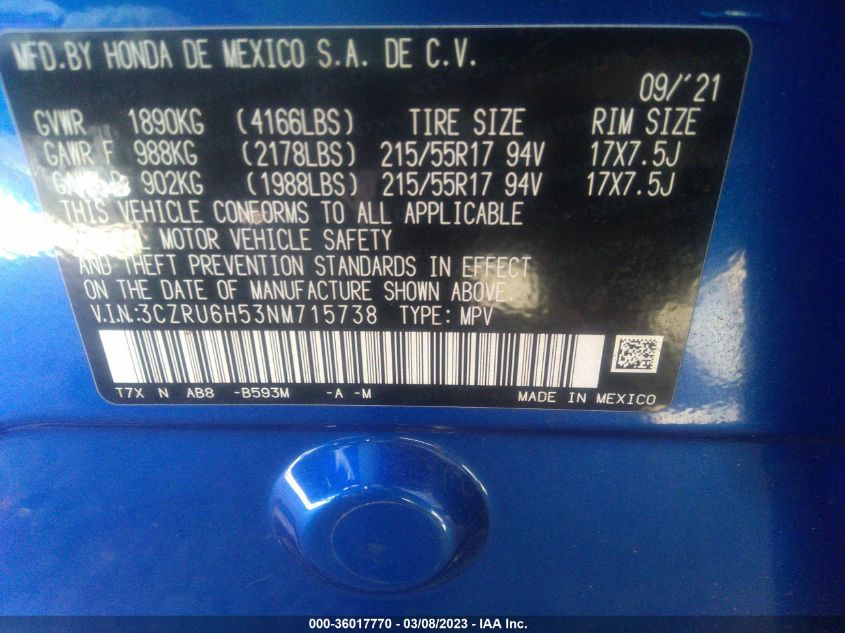 MFD.BY HONDA DE MEXICO S.A. DE C.V.
09/'21
GVWR 1890KG (4166LBS) TIRE SIZE RIM SIZE
GAWR F 988KG (2178LBS) 215/55R17 94V 17X7.5J
902KG (1988LBS) 215/55R17 94V 17X7.5J
THIS VEHICLE CONFORMS TO ALL APPLICABLE
MOTOR VEHICLE SAFETY
AND THEFT PREVENTION STANDARDS IN EFFECT
ON THE DATE OF MANUFACTURE SHOWN ABOVE.
V.I.N.:3CZRU6H53NM715738 TYPE: MPV
T7X N AB8 -B593M -A -M MADE IN MEXICO
000-36017770 - 03/08/2023 - IAA Inc.